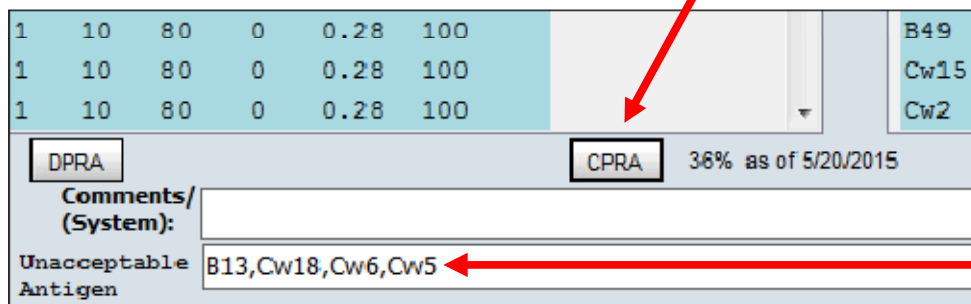 1 10 80 0 0.28 100 B49
1 10 80 0 0.28 100 Cw15
1 10 80 0 0.28 100 Cw2
DPRA CPRA 36% as of 5/20/2015
Comments/
(System):
Unacceptable B13,Cw18,Cw6,Cw5
Antigen